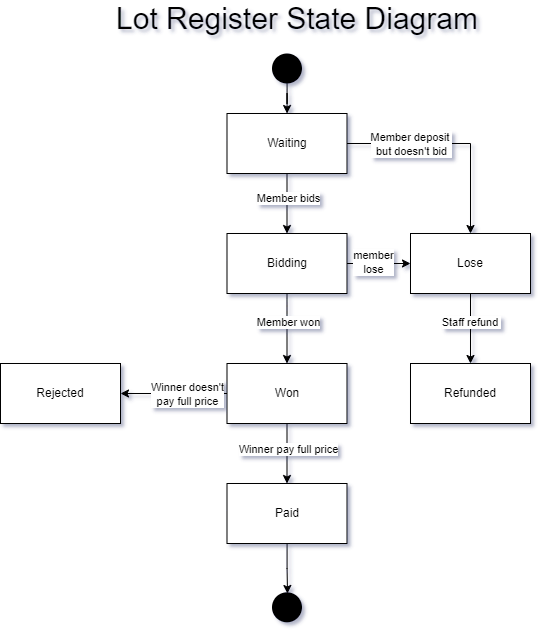 Lot Register State Diagram
Waiting
Member deposit
but doesn't bid
Member bids
Bidding
member
lose
Lose
Member won
Staff refund
Rejected
Winner doesn't
pay full price
Won
Refunded
Winner pay full price
Paid